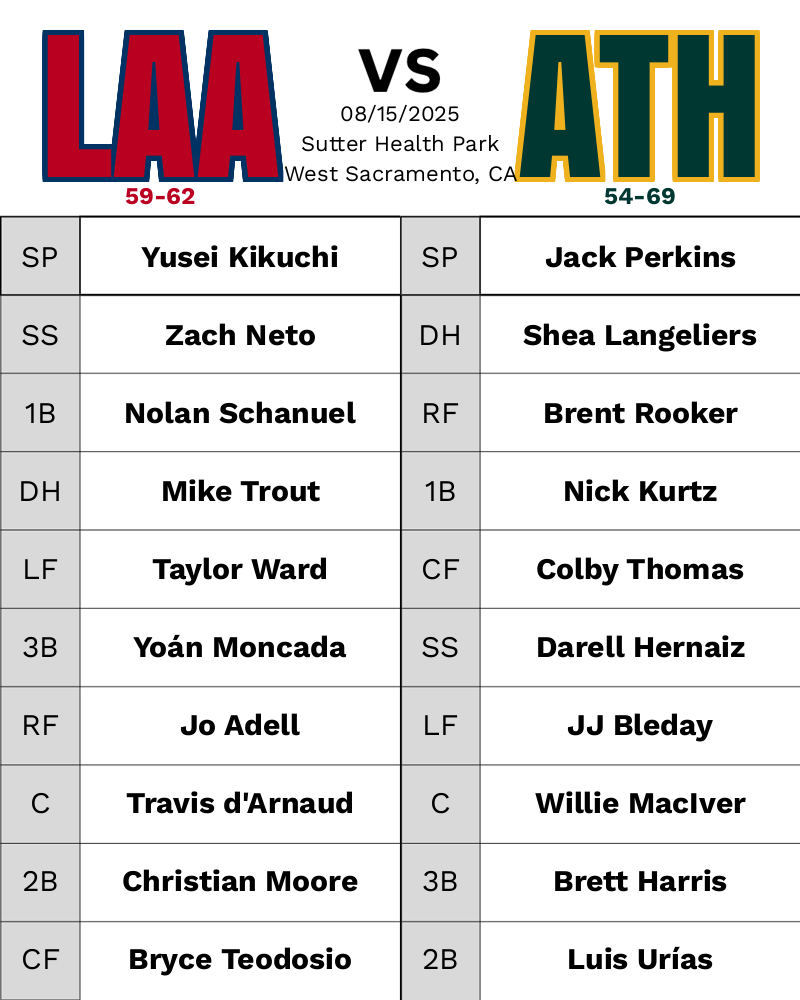 LAA
VS
ATH
08/15/2025
Sutter Health Park
West Sacramento, CA
59-62
54-69
SP Yusei Kikuchi SP Jack Perkins
SS Zach Neto DH Shea Langeliers
1B Nolan Schanuel RF Brent Rooker
DH Mike Trout 1B Nick Kurtz
LF Taylor Ward CF Colby Thomas
3B Yoán Moncada SS Darell Hernaiz
RF Jo Adell LF JJ Bleday
C Travis d'Arnaud C Willie MacIver
2B Christian Moore 3B Brett Harris
CF Bryce Teodosio 2B Luis Urías